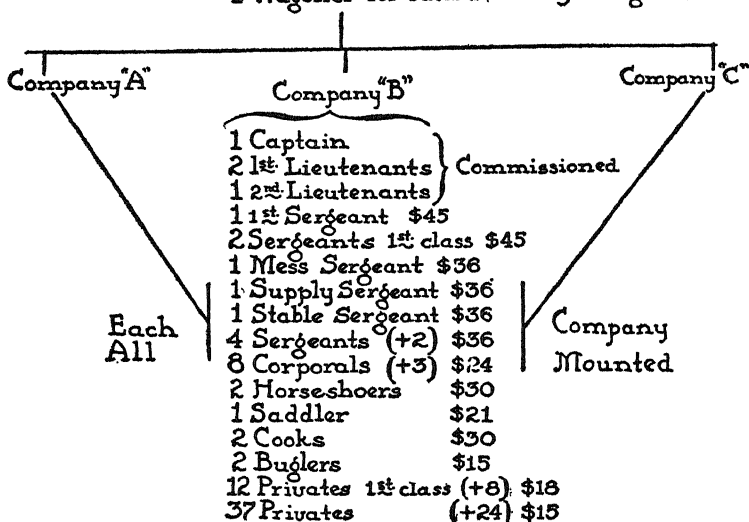 Company "A"
Company "B"
Company "C"
1 Captain
2 1st Lieutenants
1 2nd Lieutenants
Commissioned
1 1st Sergeant $45
2 Sergeants 1st class $45
1 Mess Sergeant $36
1 Supply Sergeant $36
1 Stable Sergeant $36
4 Sergeants (+2) $36
8 Corporals (+3) $24
2 Horseshoers $30
1 Saddler $21
2 Cooks $30
2 Buglers $15
12 Privates 1st class (+8) $18
37 Privates (+24) $15
Each
All
Company
Mounted